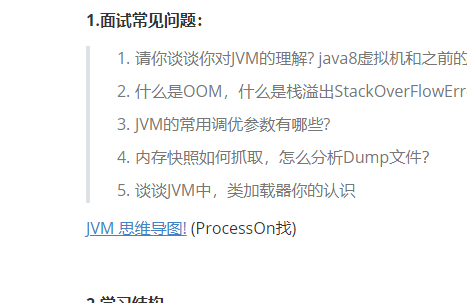 1.面试常见问题：
1. 请你谈谈你对JVM的理解? java8虚拟机和之前的
2. 什么是OOM，什么是栈溢出StackOverFlowErr
3. JVM的常用调优参数有哪些?
4. 内存快照如何抓取，怎么分析Dump文件?
5. 谈谈JVM中，类加载器你的认识
JVM 思维导图! (ProcessOn找)
2.学习结构